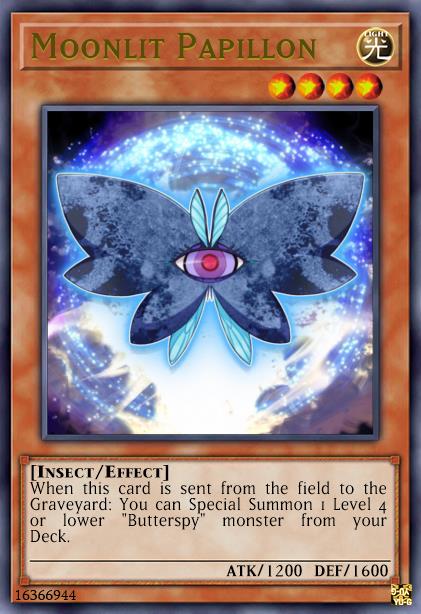 Moonlit Papillon
LIGHT
光
[Insect/Effect]
When this card is sent from the field to the
Graveyard: You can Special Summon 1 Level 4
or lower "Butterspy" monster from your
Deck.
ATK/1200 DEF/1600
16366944